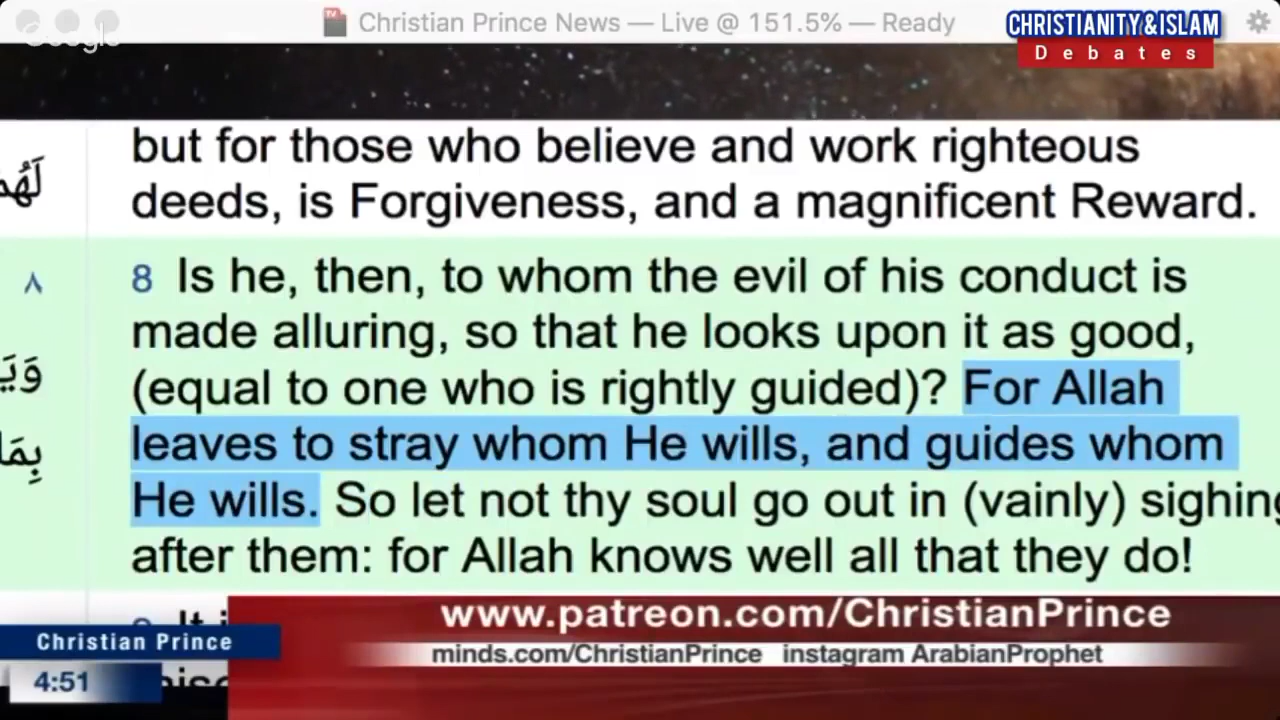 Christian Prince News — Live @ 151.5% — Ready
CHRISTIANITY&ISLAM
Debates
Google
but for those who believe and work righteous
deeds, is Forgiveness, and a magnificent Reward.
٨
8 Is he, then, to whom the evil of his conduct is
made alluring, so that he looks upon it as good,
(equal to one who is rightly guided)? For Allah
leaves to stray whom He wills, and guides whom
He wills. So let not thy soul go out in (vainly) sighing
after them: for Allah knows well all that they do!
www.patreon.com/ChristianPrince
Christian Prince
minds.com/ChristianPrince instagram ArabianProphet
4:51